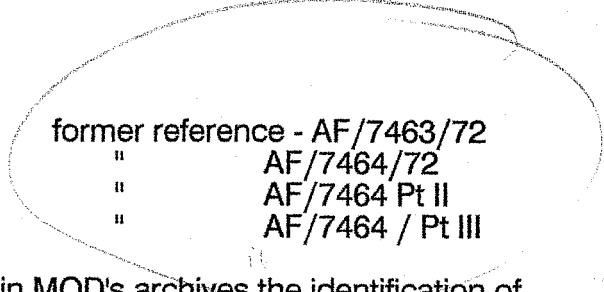 former reference - AF/7463/72
" AF/7464/72
" AF/7464 Pt II
" AF/7464 / Pt III
in MOD's archives the identification of